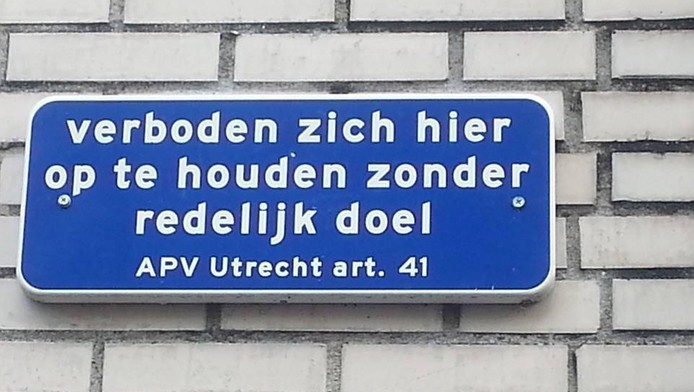 verboden zich hier
op te houden zonder
redelijk doel
APV Utrecht art. 41